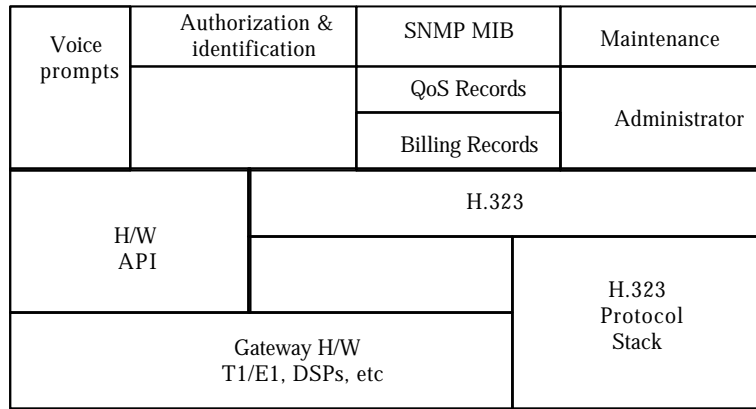 Voice
prompts
Authorization &
identification
SNMP MIB
Maintenance
QoS Records
Billing Records
Administrator
H/W
API
H.323
H.323
Protocol
Stack
Gateway H/W
T1/E1, DSPs, etc